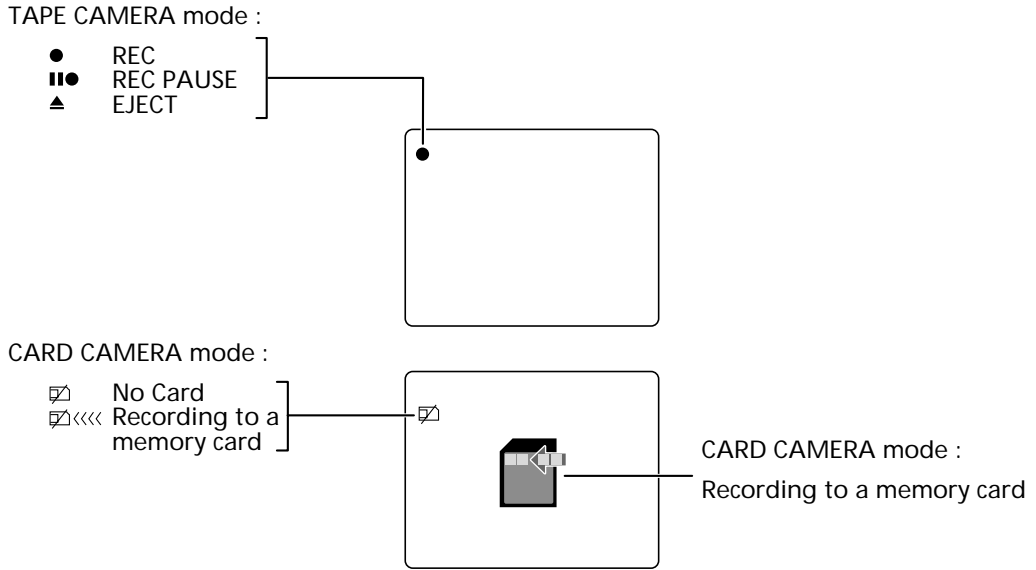 TAPE CAMERA mode :
REC
REC PAUSE
EJECT
CARD CAMERA mode :
No Card
Recording to a
memory card
CARD CAMERA mode :
Recording to a memory card